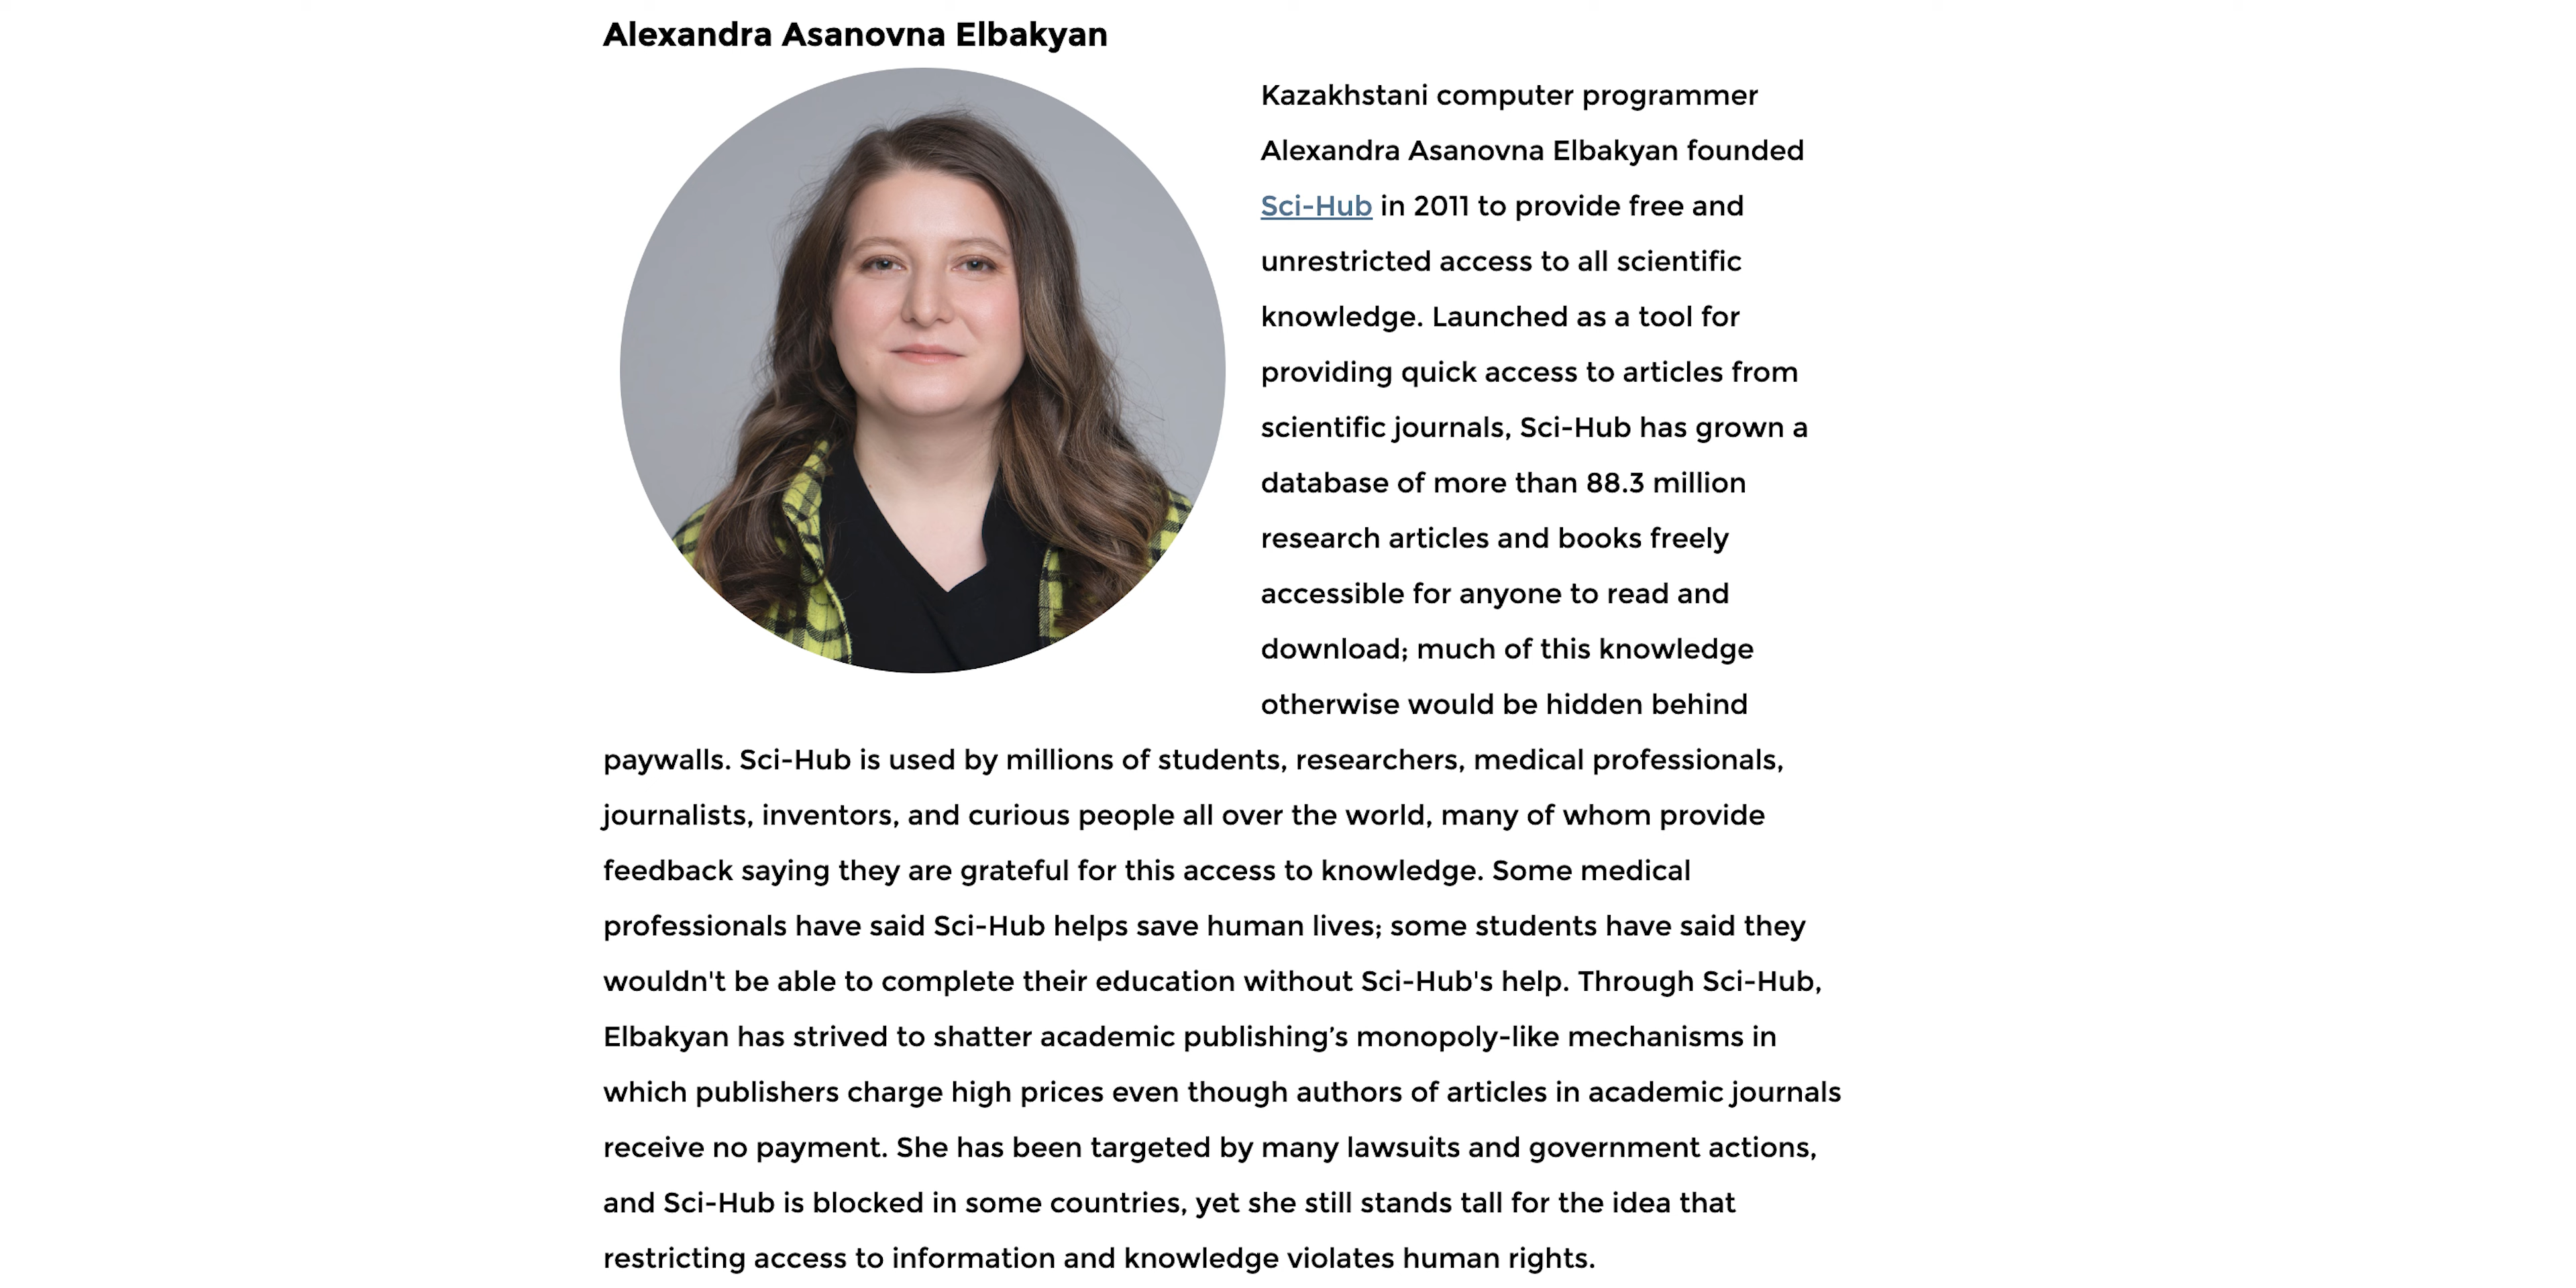 Alexandra Asanovna Elbakyan
Kazakhstani computer programmer
Alexandra Asanovna Elbakyan founded
Sci-Hub in 2011 to provide free and
unrestricted access to all scientific
knowledge. Launched as a tool for
providing quick access to articles from
scientific journals, Sci-Hub has grown a
database of more than 88.3 million
research articles and books freely
accessible for anyone to read and
download; much of this knowledge
otherwise would be hidden behind
paywalls. Sci-Hub is used by millions of students, researchers, medical professionals,
journalists, inventors, and curious people all over the world, many of whom provide
feedback saying they are grateful for this access to knowledge. Some medical
professionals have said Sci-Hub helps save human lives; some students have said they
wouldn't be able to complete their education without Sci-Hub's help. Through Sci-Hub,
Elbakyan has strived to shatter academic publishing’s monopoly-like mechanisms in
which publishers charge high prices even though authors of articles in academic journals
receive no payment. She has been targeted by many lawsuits and government actions,
and Sci-Hub is blocked in some countries, yet she still stands tall for the idea that
restricting access to information and knowledge violates human rights.